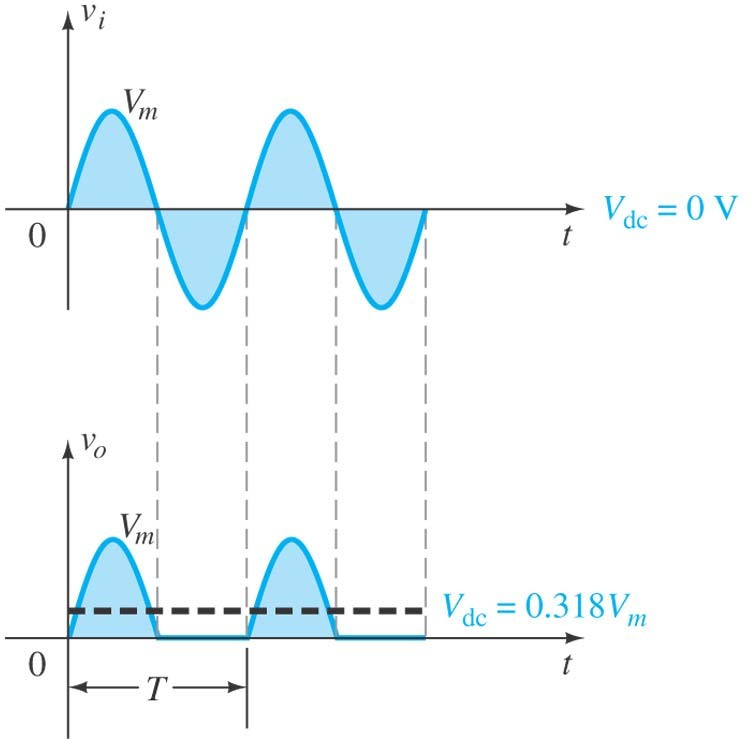 v_i
V_m
0
t
V_dc = 0 V
v_o
V_m
V_dc = 0.318V_m
0
t
T